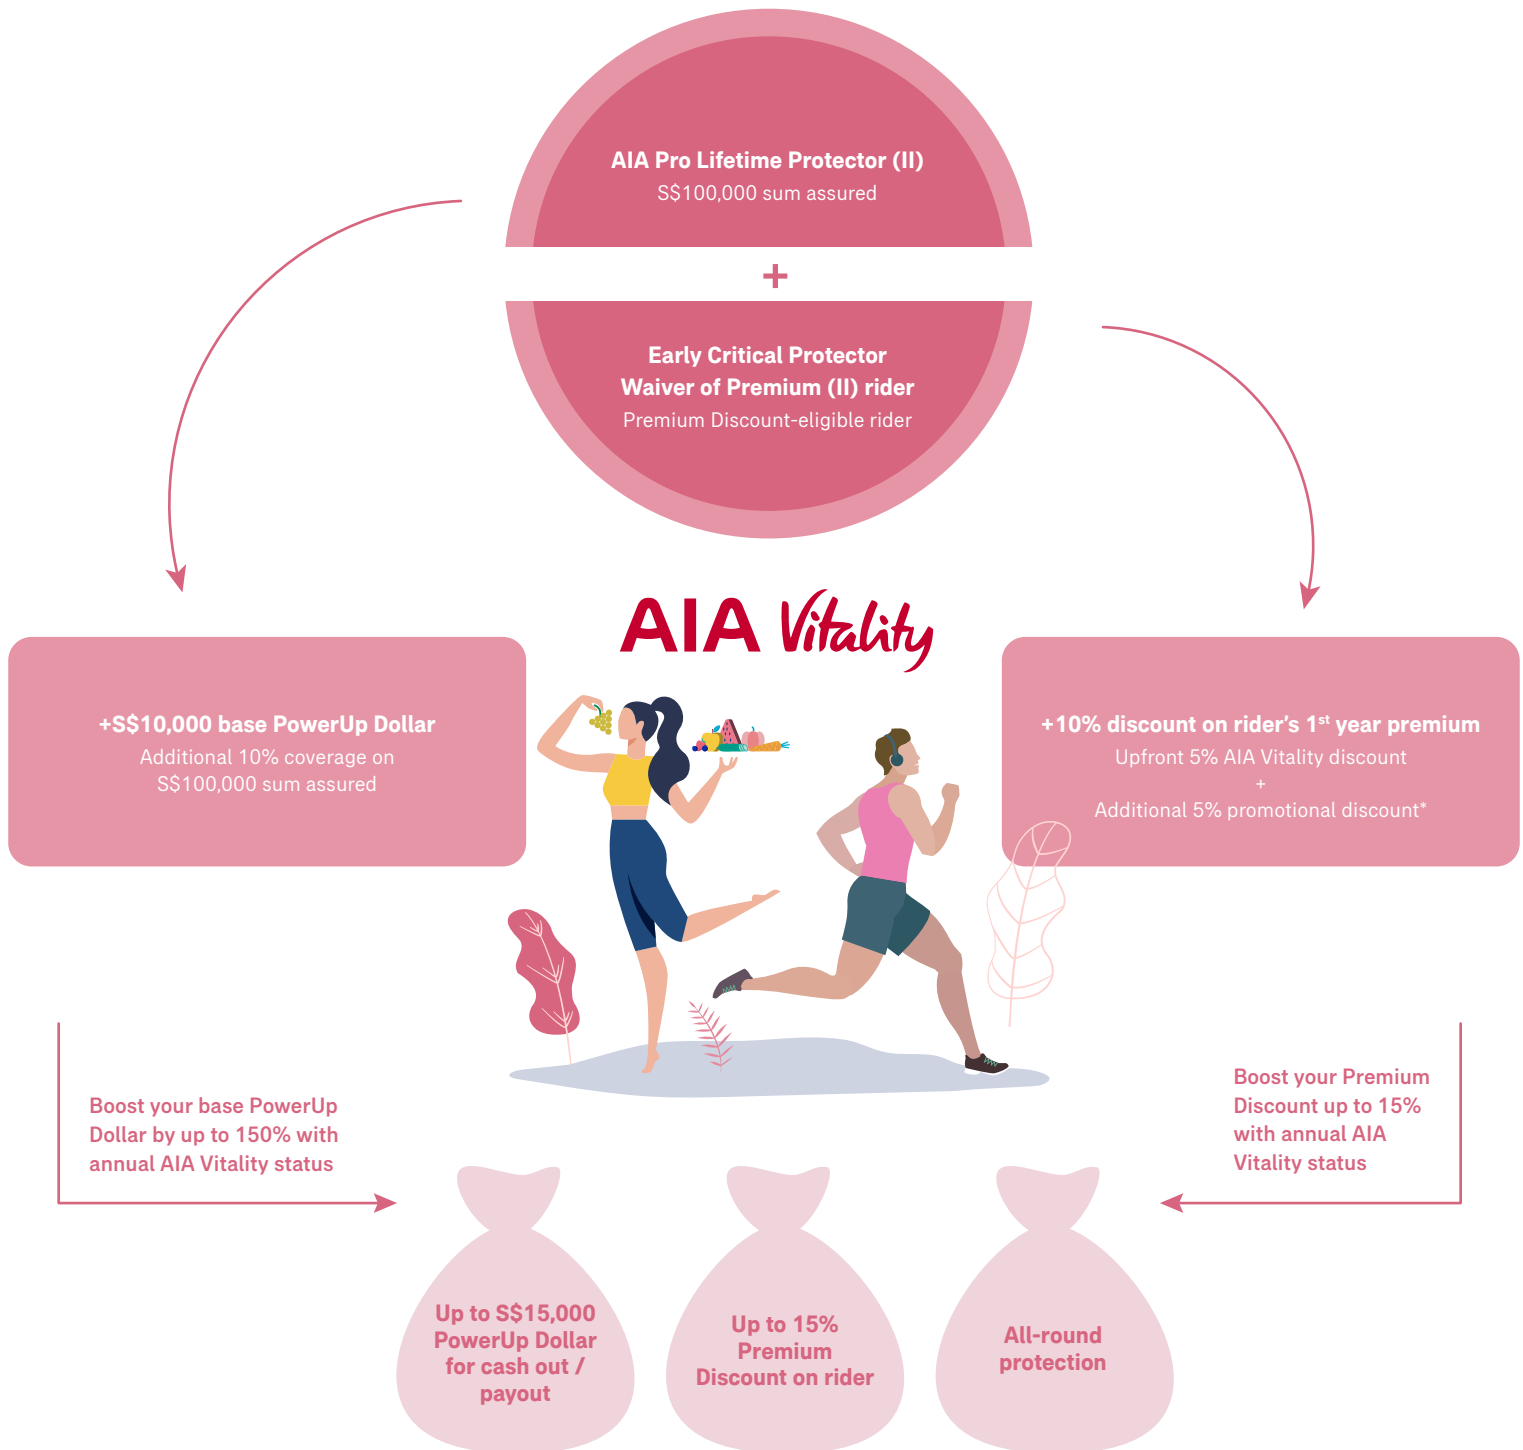 AIA Pro Lifetime Protector (II)
S$100,000 sum assured
+
Early Critical Protector
Waiver of Premium (II) rider
Premium Discount-eligible rider
AIA Vitality
+S$10,000 base PowerUp Dollar
Additional 10% coverage on
S$100,000 sum assured
+10% discount on rider’s 1st year premium
Upfront 5% AIA Vitality discount
+
Additional 5% promotional discount*
Boost your base PowerUp
Dollar by up to 150% with
annual AIA Vitality status
Boost your Premium
Discount up to 15%
with annual AIA
Vitality status
Up to S$15,000
PowerUp Dollar
for cash out /
payout
Up to 15%
Premium
Discount on rider
All-round
protection